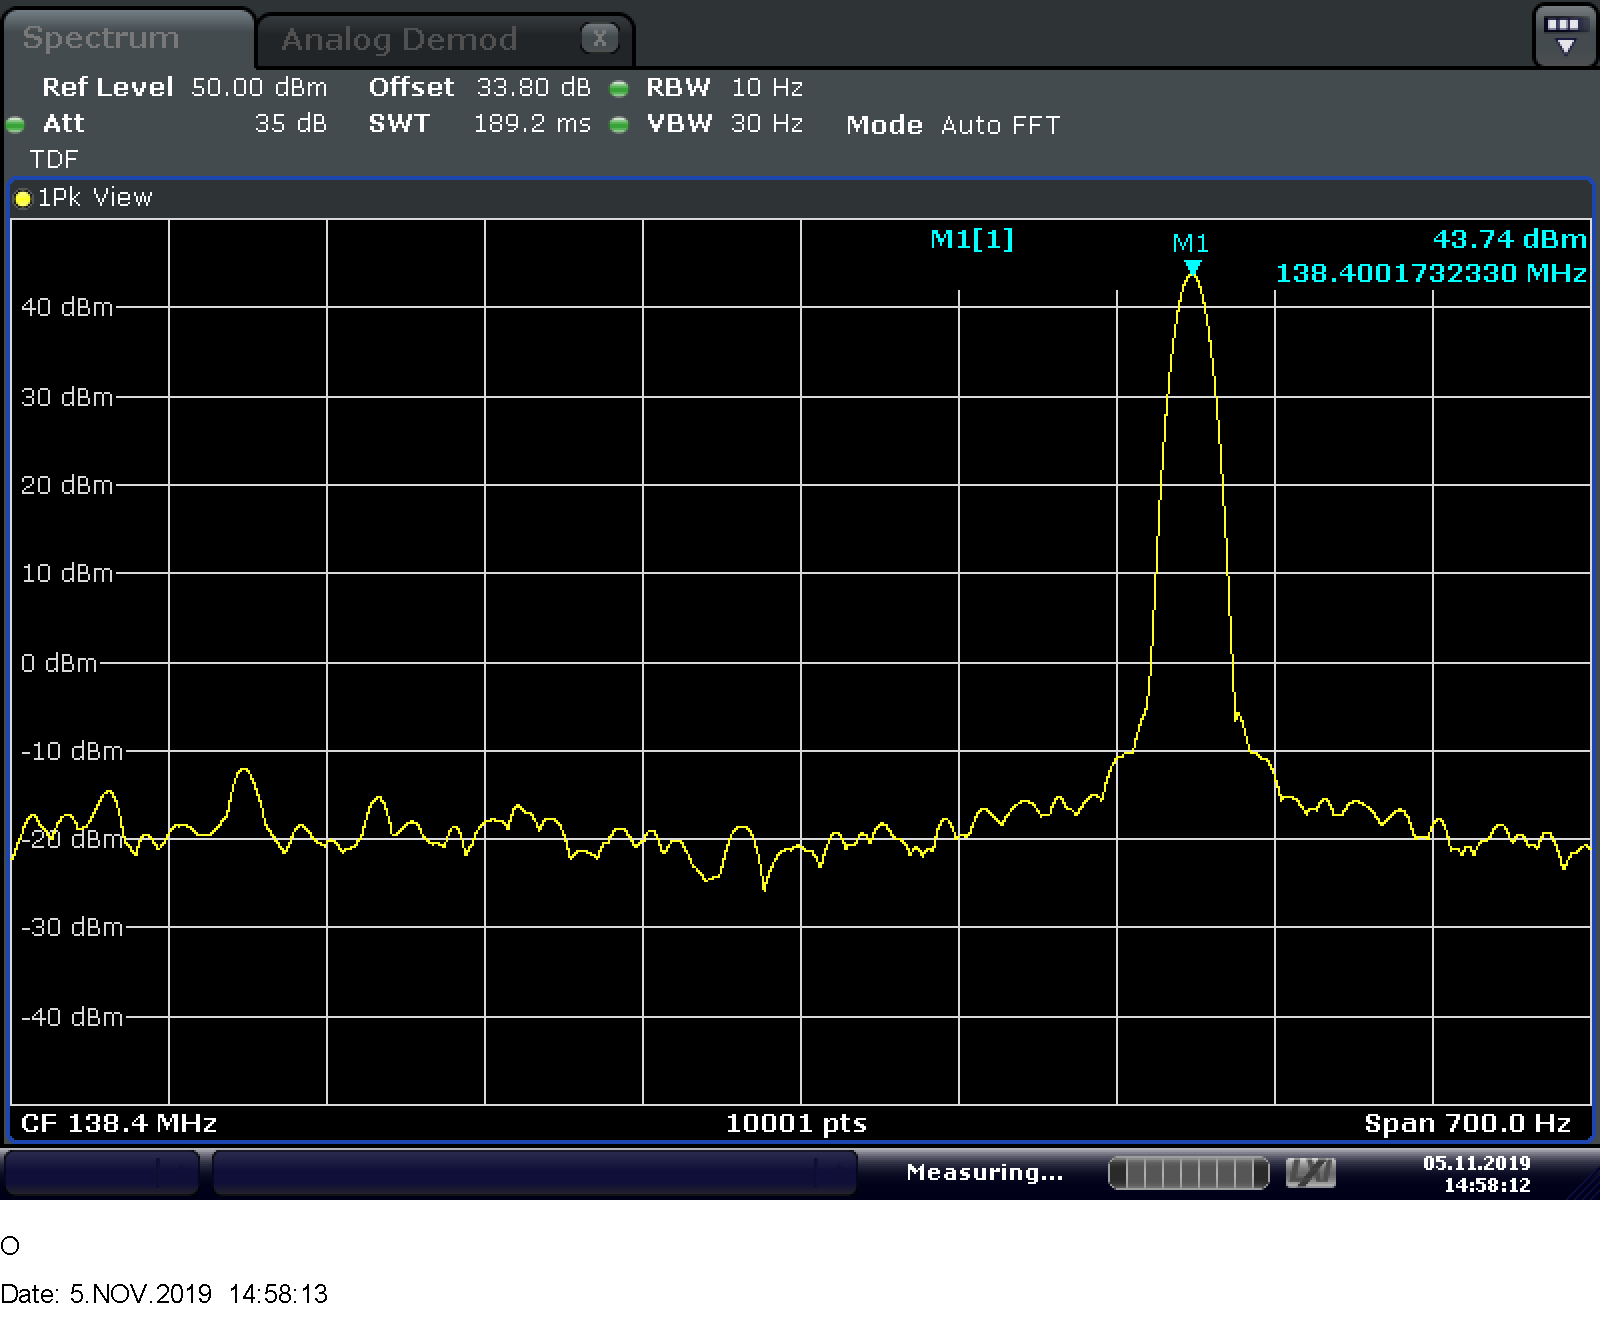 Spectrum Analog Demod X
Ref Level 50.00 dBm Offset 33.80 dB RBW 10 Hz
Att 35 dB SWT 189.2 ms VBW 30 Hz Mode Auto FFT
TDF
1Pk View
M1[1] M1 43.74 dBm
138.4001732330 MHz
40 dBm
30 dBm
20 dBm
10 dBm
0 dBm
-10 dBm
-20 dBm
-30 dBm
-40 dBm
CF 138.4 MHz 10001 pts Span 700.0 Hz
Measuring... LXI 05.11.2019
14:58:12
O
Date: 5.NOV.2019 14:58:13